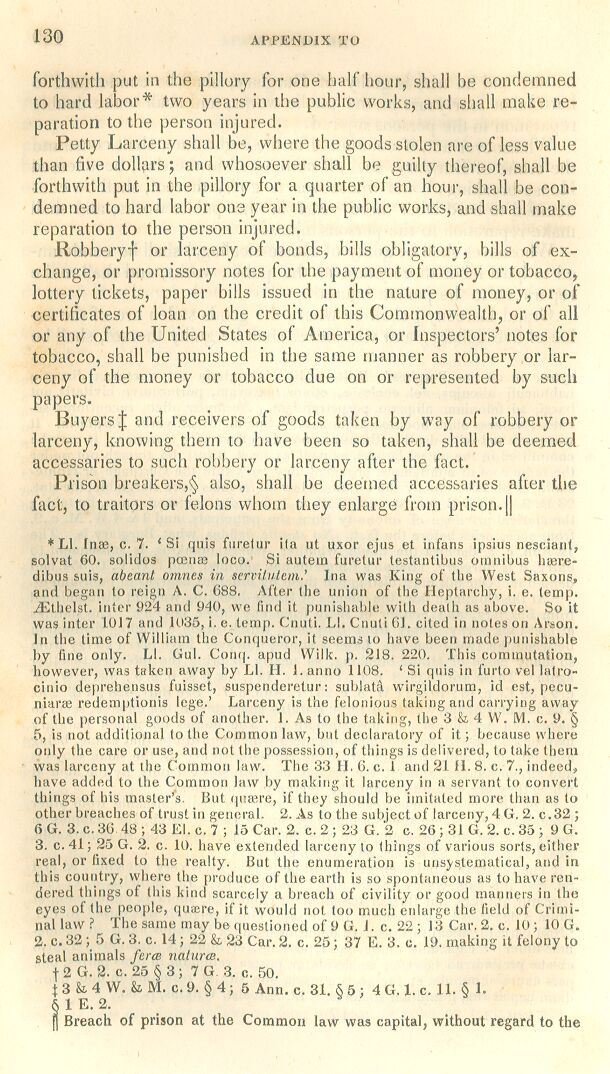 130
APPENDIX TO
forthwith put in the pillory for one half hour, shall be condemned
to hard labor* two years in the public works, and shall make re-
paration to the person injured.
Petty Larceny shall be, where the goods stolen are of less value
than five dollars; and whosoever shall be guilty thereof, shall be
forthwith put in the pillory for a quarter of an hour, shall be con-
demned to hard labor one year in the public works, and shall make
reparation to the person injured.
Robbery† or larceny of bonds, bills obligatory, bills of ex-
change, or promissory notes for the payment of money or tobacco,
lottery tickets, paper bills issued in the nature of money, or of
certificates of loan on the credit of this Commonwealth, or of all
or any of the United States of America, or Inspectors' notes for
tobacco, shall be punished in the same manner as robbery or lar-
ceny of the money or tobacco due on or represented by such
papers.
Buyers‡ and receivers of goods taken by way of robbery or
larceny, knowing them to have been so taken, shall be deemed
accessaries to such robbery or larceny after the fact.
Prison breakers,§ also, shall be deemed accessaries after the
fact, to traitors or felons whom they enlarge from prison.||
* Ll. Inæ, c. 7. 'Si quis furetur ita ut uxor ejus et infans ipsius nesciant,
solvat 60. solidos pœnæ loco. Si autem furetur testantibus omnibus hære-
dibus suis, abeant omnes in servitutem.' Ina was King of the West Saxons,
and began to reign A. C. 688. After the union of the Heptarchy, i. e. temp.
Æthelst. inter 924 and 940, we find it punishable with death as above. So it
was inter 1017 and 1035, i. e. temp. Cnuti. Ll. Cnuti 61. cited in notes on Arson.
In the time of William the Conqueror, it seems to have been made punishable
by fine only. Ll. Gul. Conq. apud Wilk. p. 218. 220. This commutation,
however, was taken away by Ll. H. 1. anno 1108. 'Si quis in furto vel latro-
cinio deprehensus fuisset, suspenderetur: sublatâ wirgildorum, id est, pecu-
niaræ redemptionis lege.' Larceny is the felonious taking and carrying away
of the personal goods of another. 1. As to the taking, the 3 & 4 W. M. c. 9. §
5, is not additional to the Common law, but declaratory of it; because where
only the care or use, and not the possession, of things is delivered, to take them
was larceny at the Common law. The 33 H. 6. c. 1 and 21 H. 8. c. 7., indeed,
have added to the Common law by making it larceny in a servant to convert
things of his master's. But quære, if they should be imitated more than as to
other breaches of trust in general. 2. As to the subject of larceny, 4 G. 2. c. 32;
6 G. 3. c. 36 48; 43 El. c. 7; 15 Car. 2. c. 2; 23 G. 2 c. 26; 31 G. 2. c. 35; 9 G.
3. c. 41; 25 G. 2. c. 10. have extended larceny to things of various sorts, either
real, or fixed to the realty. But the enumeration is unsystematical, and in
this country, where the produce of the earth is so spontaneous as to have ren-
dered things of this kind scarcely a breach of civility or good manners in the
eyes of the people, quære, if it would not too much enlarge the field of Crimi-
nal law? The same may be questioned of 9 G. 1. c. 22; 13 Car. 2. c. 10; 10 G.
2. c. 32; 5 G. 3. c. 14; 22 & 23 Car. 2. c. 25; 37 E. 3. c. 19. making it felony to
steal animals feræ naturæ.
† 2 G. 2. c. 25 § 3; 7 G. 3. c. 50.
‡ 3 & 4 W. & M. c. 9. § 4; 5 Ann. c. 31. § 5; 4 G. 1. c. 11. § 1.
§ 1 E. 2.
|| Breach of prison at the Common law was capital, without regard to the